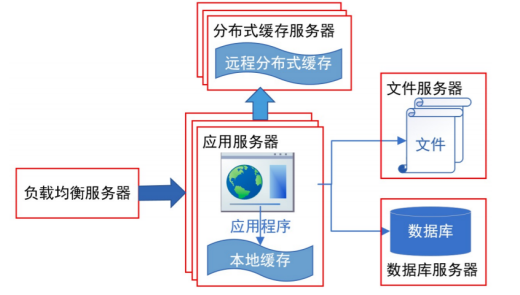 分布式缓存服务器
远程分布式缓存
文件服务器
文件
应用服务器
负载均衡服务器
应用程序
数据库
本地缓存
数据库服务器